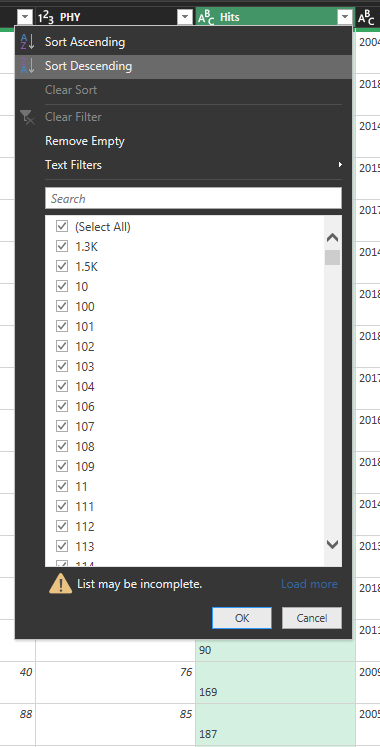 1²3 PHY
ABC Hits
ABC
Sort Ascending
Sort Descending
Clear Sort
Clear Filter
Remove Empty
Text Filters
Search
(Select All)
1.3K
1.5K
10
100
101
102
103
104
106
107
108
109
11
111
112
113
114
List may be incomplete.
Load more
OK
Cancel
2004
2018
2014
2015
2017
2014
2018
2018
2017
2016
2018
2014
2013
2018
2011
90
40
76
2009
169
88
85
2005
187